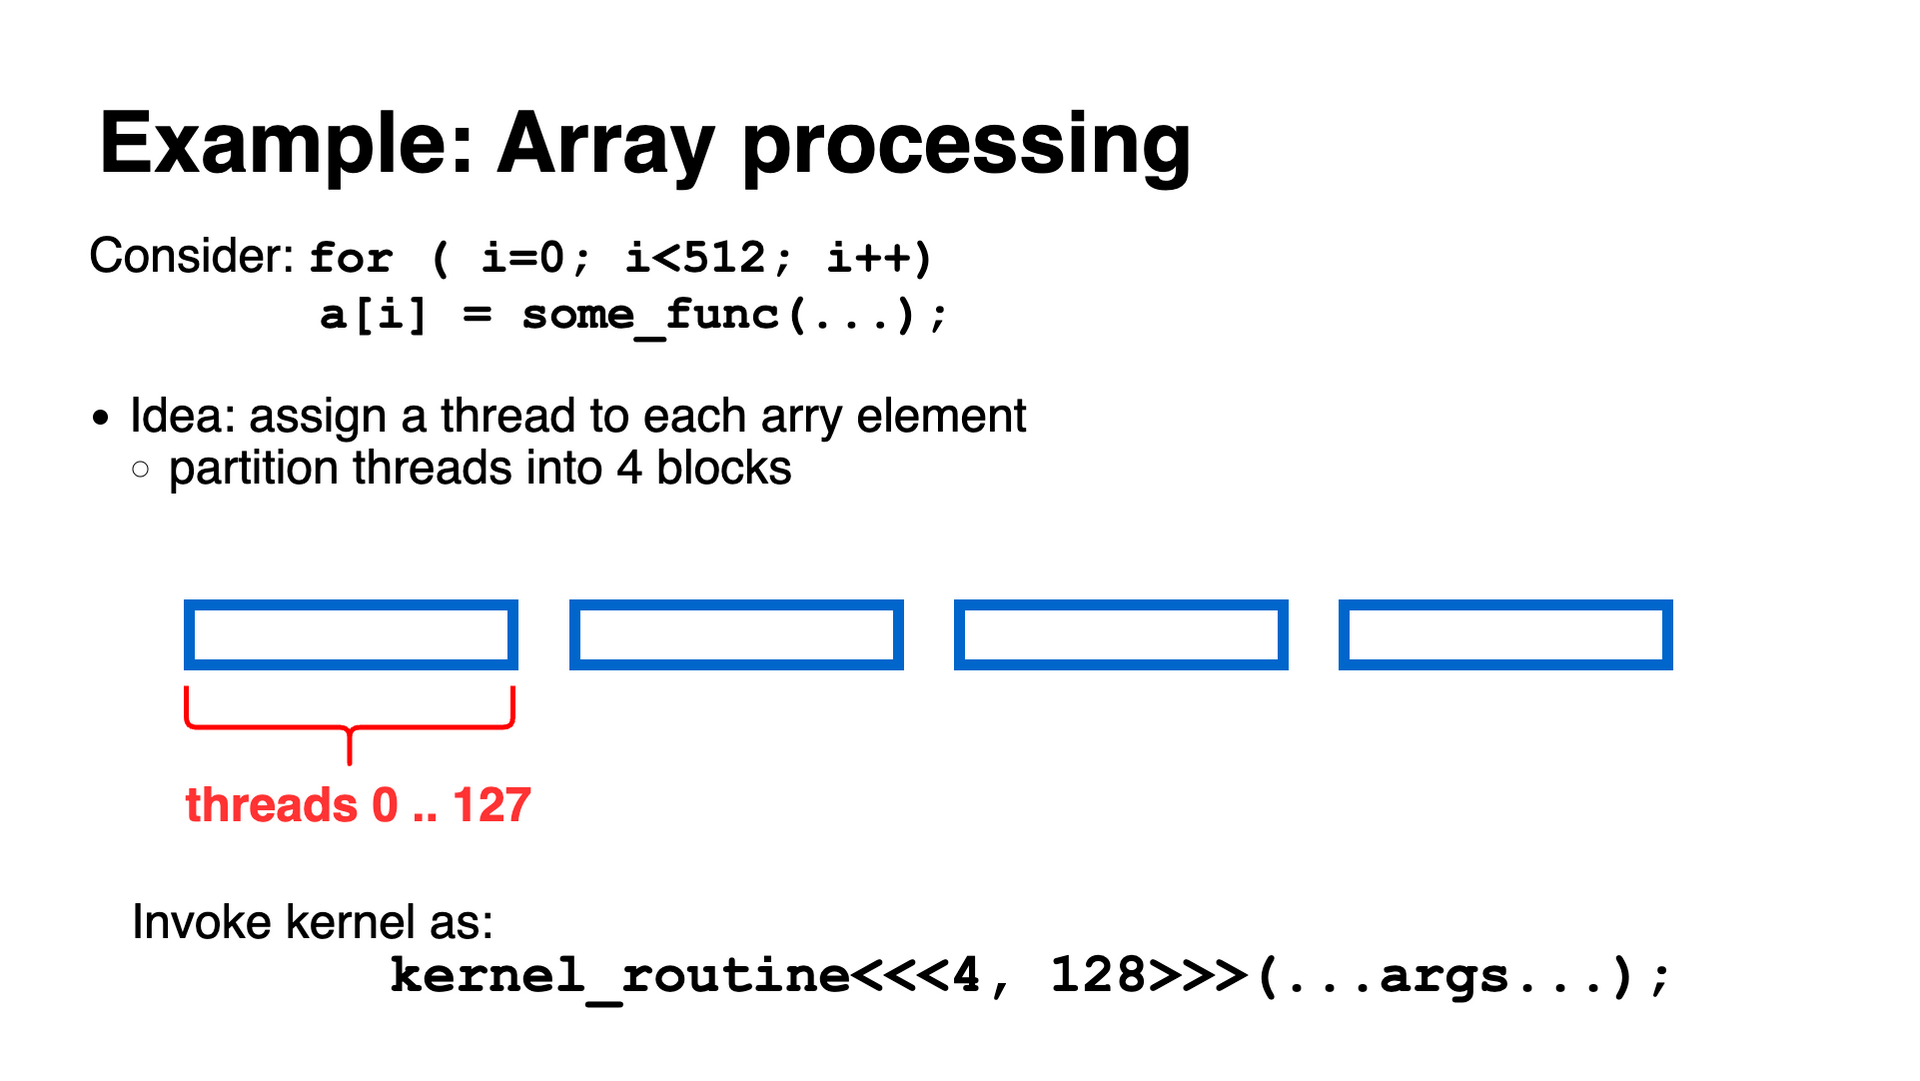 Example: Array processing
Consider: for ( i=0; i<512; i++)
a[i] = some_func(...);
• Idea: assign a thread to each arry element
○ partition threads into 4 blocks
threads 0 .. 127
Invoke kernel as:
kernel_routine<<<4, 128>>>(...args...);